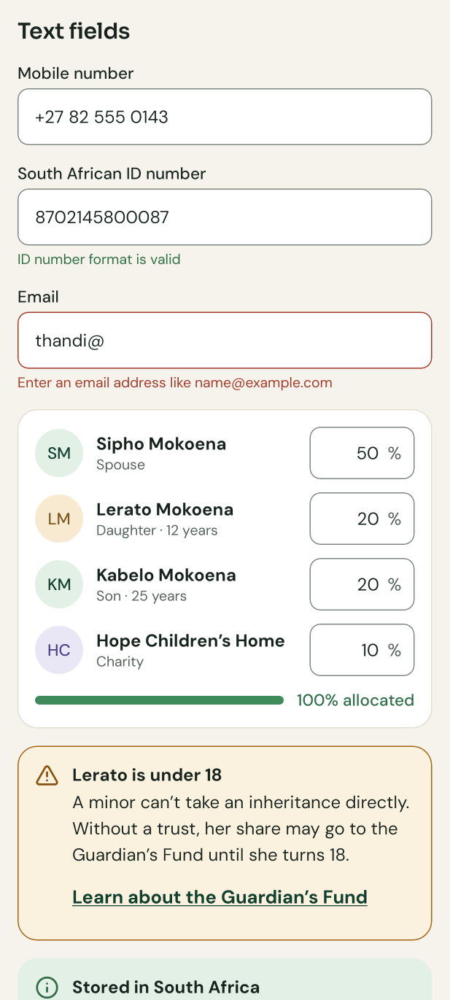 Text fields
Mobile number
+27 82 555 0143
South African ID number
8702145800087
ID number format is valid
Email
thandi@
Enter an email address like name@example.com
SM
Sipho Mokoena
Spouse
50 %
LM
Lerato Mokoena
Daughter · 12 years
20 %
KM
Kabelo Mokoena
Son · 25 years
20 %
HC
Hope Children’s Home
Charity
10 %
100% allocated
Lerato is under 18
A minor can’t take an inheritance directly.
Without a trust, her share may go to the
Guardian’s Fund until she turns 18.
Learn about the Guardian’s Fund
Stored in South Africa